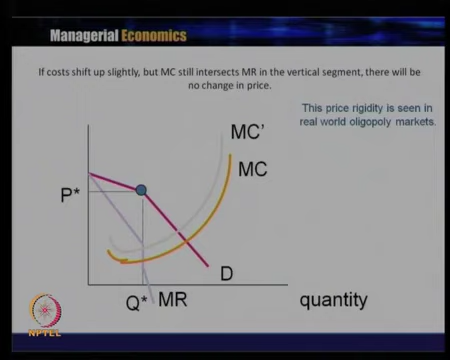 Managerial Economics
If costs shift up slightly, but MC still intersects MR in the vertical segment, there will be
no change in price.
This price rigidity is seen in
real world oligopoly markets.
MC'
MC
P*
D
Q* MR
quantity
NPTEL